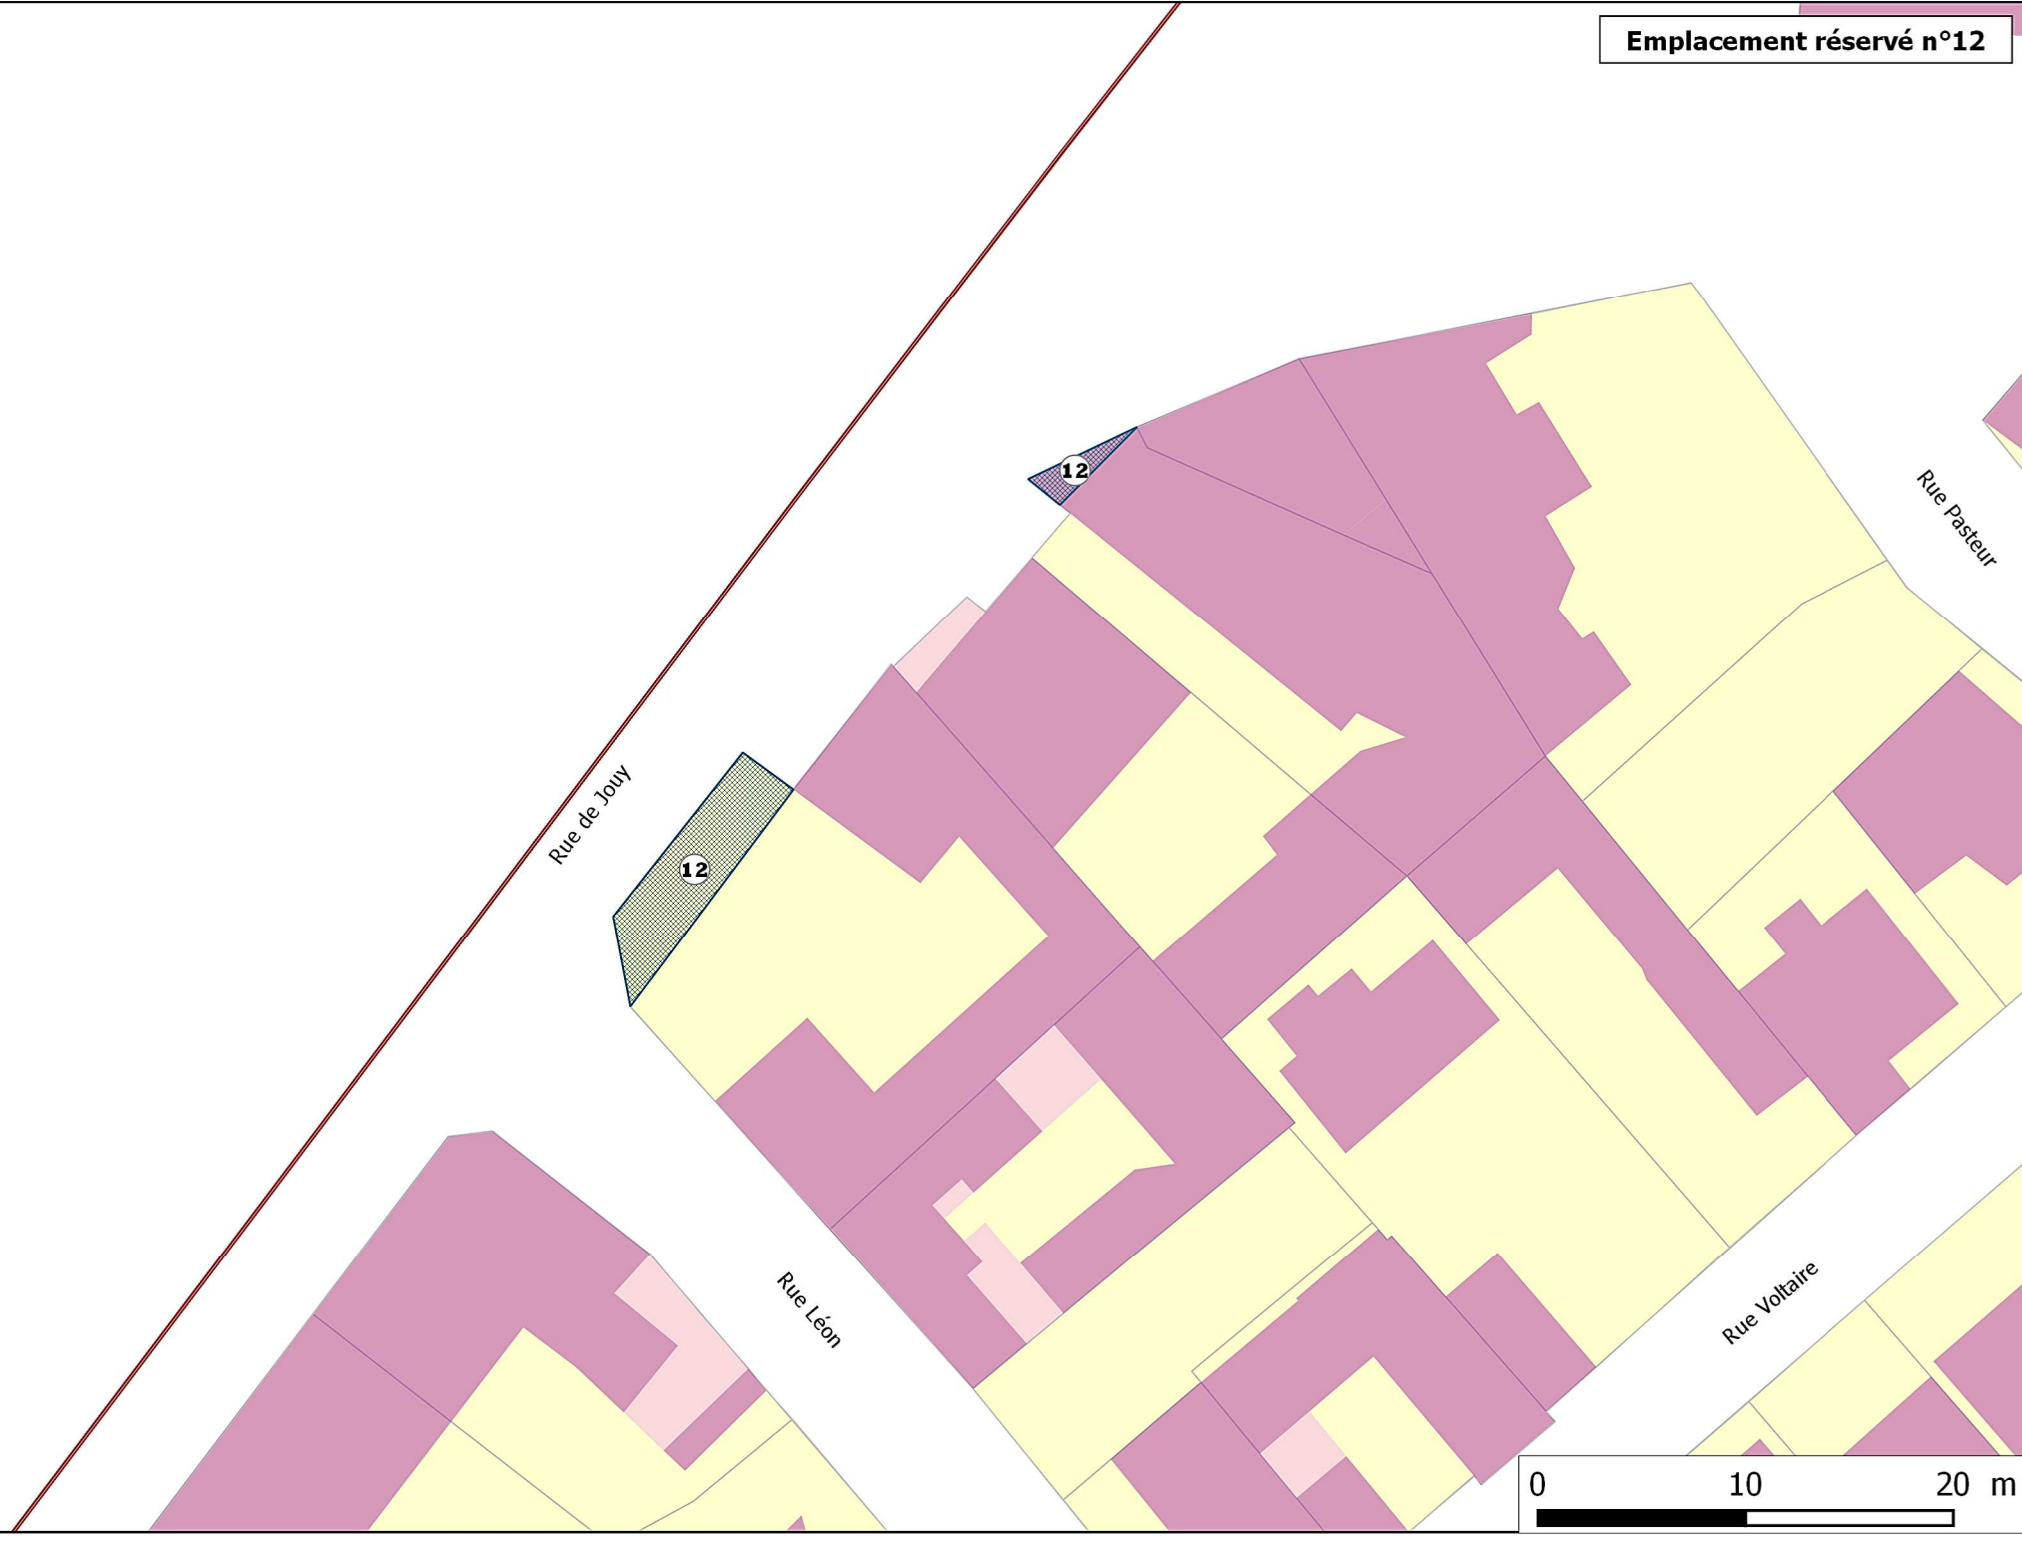 Emplacement réservé n°12
12
Rue Pasteur
Rue de Jouy
12
Rue Léon
Rue Voltaire
0 10 20 m